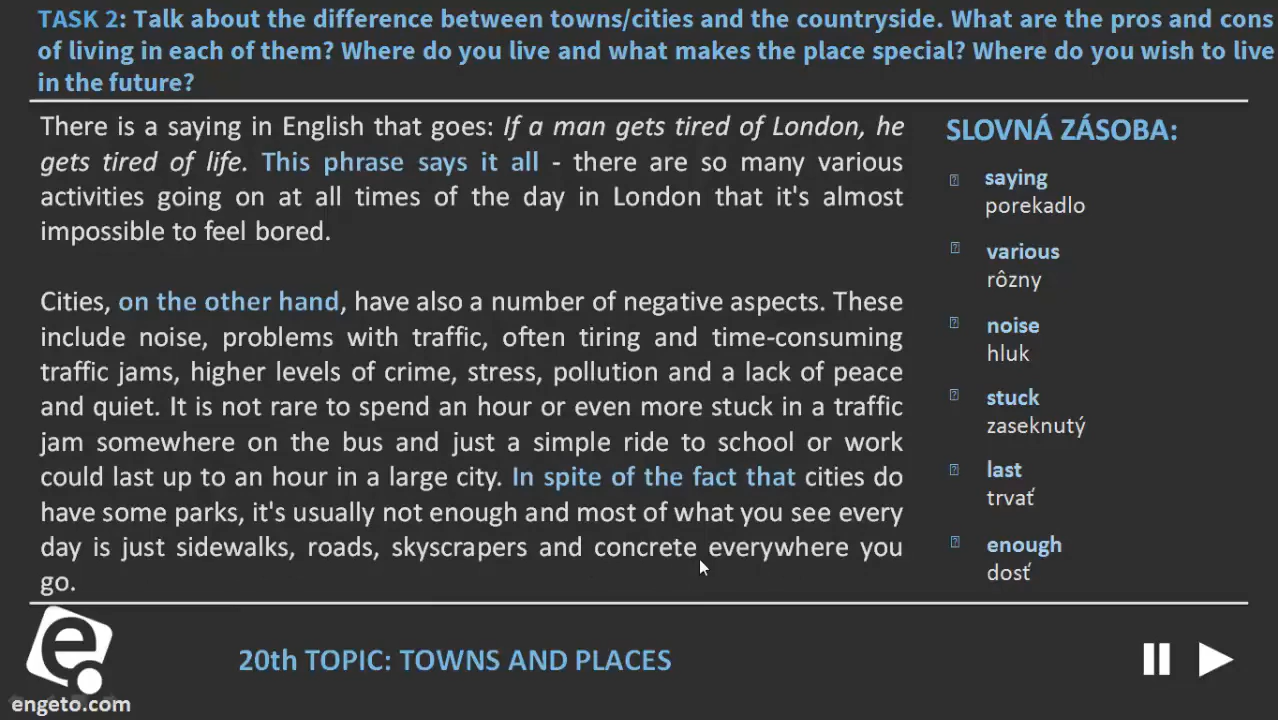 TASK 2: Talk about the difference between towns/cities and the countryside. What are the pros and cons
of living in each of them? Where do you live and what makes the place special? Where do you wish to live
in the future?
There is a saying in English that goes: If a man gets tired of London, he
gets tired of life. This phrase says it all - there are so many various
activities going on at all times of the day in London that it's almost
impossible to feel bored.
Cities, on the other hand, have also a number of negative aspects. These
include noise, problems with traffic, often tiring and time-consuming
traffic jams, higher levels of crime, stress, pollution and a lack of peace
and quiet. It is not rare to spend an hour or even more stuck in a traffic
jam somewhere on the bus and just a simple ride to school or work
could last up to an hour in a large city. In spite of the fact that cities do
have some parks, it's usually not enough and most of what you see every
day is just sidewalks, roads, skyscrapers and concrete everywhere you
go.
SLOVNÁ ZÁSOBA:
saying
porekadlo
various
rôzny
noise
hluk
stuck
zaseknutý
last
trvať
enough
dosť
e.
engeto.com
20th TOPIC: TOWNS AND PLACES